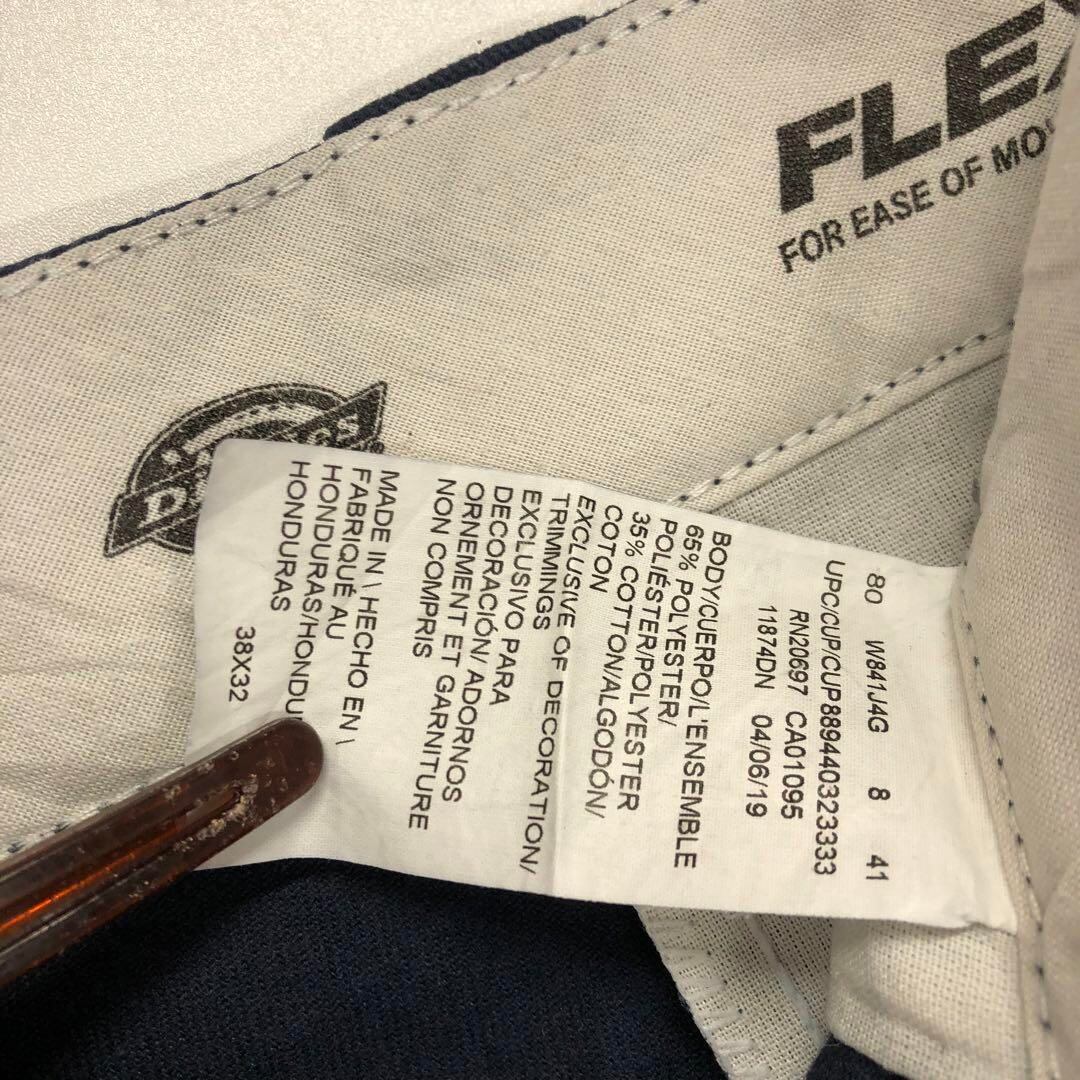 FLEX
FOR EASE OF
80 W841J4G 8 41
UPC/CUP/CUP889440323333
RN20697 CA01095
11874DN 04/06/19
BODY/CUERPO/L'ENSEMBLE
65% POLYESTER/
POLIÉSTER/
35% COTTON/POLYESTER
COTON/ALGODÓN/
EXCLUSIVE OF DECORATION/
TRIMMINGS
EXCLUSIVO PARA
DECORACIÓN/ ADORNOS
ORNEMENT ET GARNITURE
NON COMPRIS
MADE IN \ HECHO EN \
FABRIQUÉ AU
HONDURAS/HONDU
HONDURAS
38X32